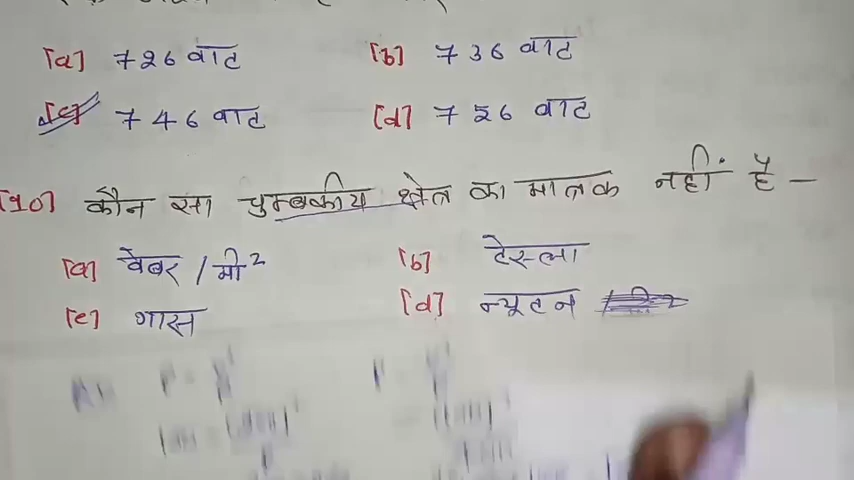 [a] 726 वाट [b] 736 वाट
[c] 746 वाट [d] 756 वाट
[10] कौन सा चुम्बकीय क्षेत्र का मात्रक नहीं है -
[a] वेबर / मी² [b] टेस्ला
[c] गास [d] न्यूटन